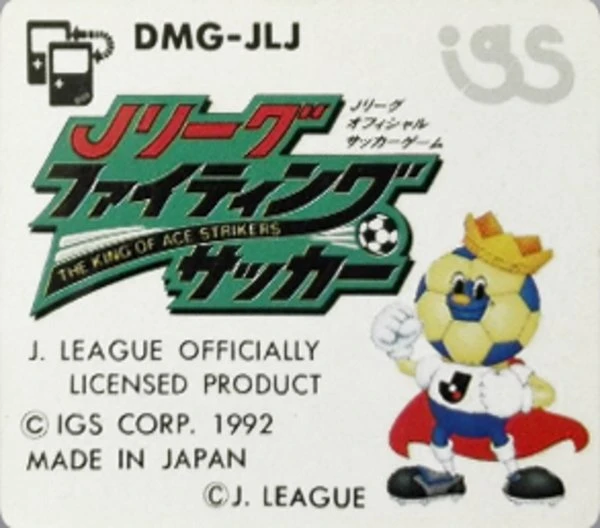 DMG-JLJ
igs
Jリーグ
オフィシャル
サッカーゲーム
Jリーグ
ファイティング
THE KING OF ACE STRIKERS
サッカー
J. LEAGUE OFFICIALLY
LICENSED PRODUCT
© IGS CORP. 1992
MADE IN JAPAN
© J. LEAGUE